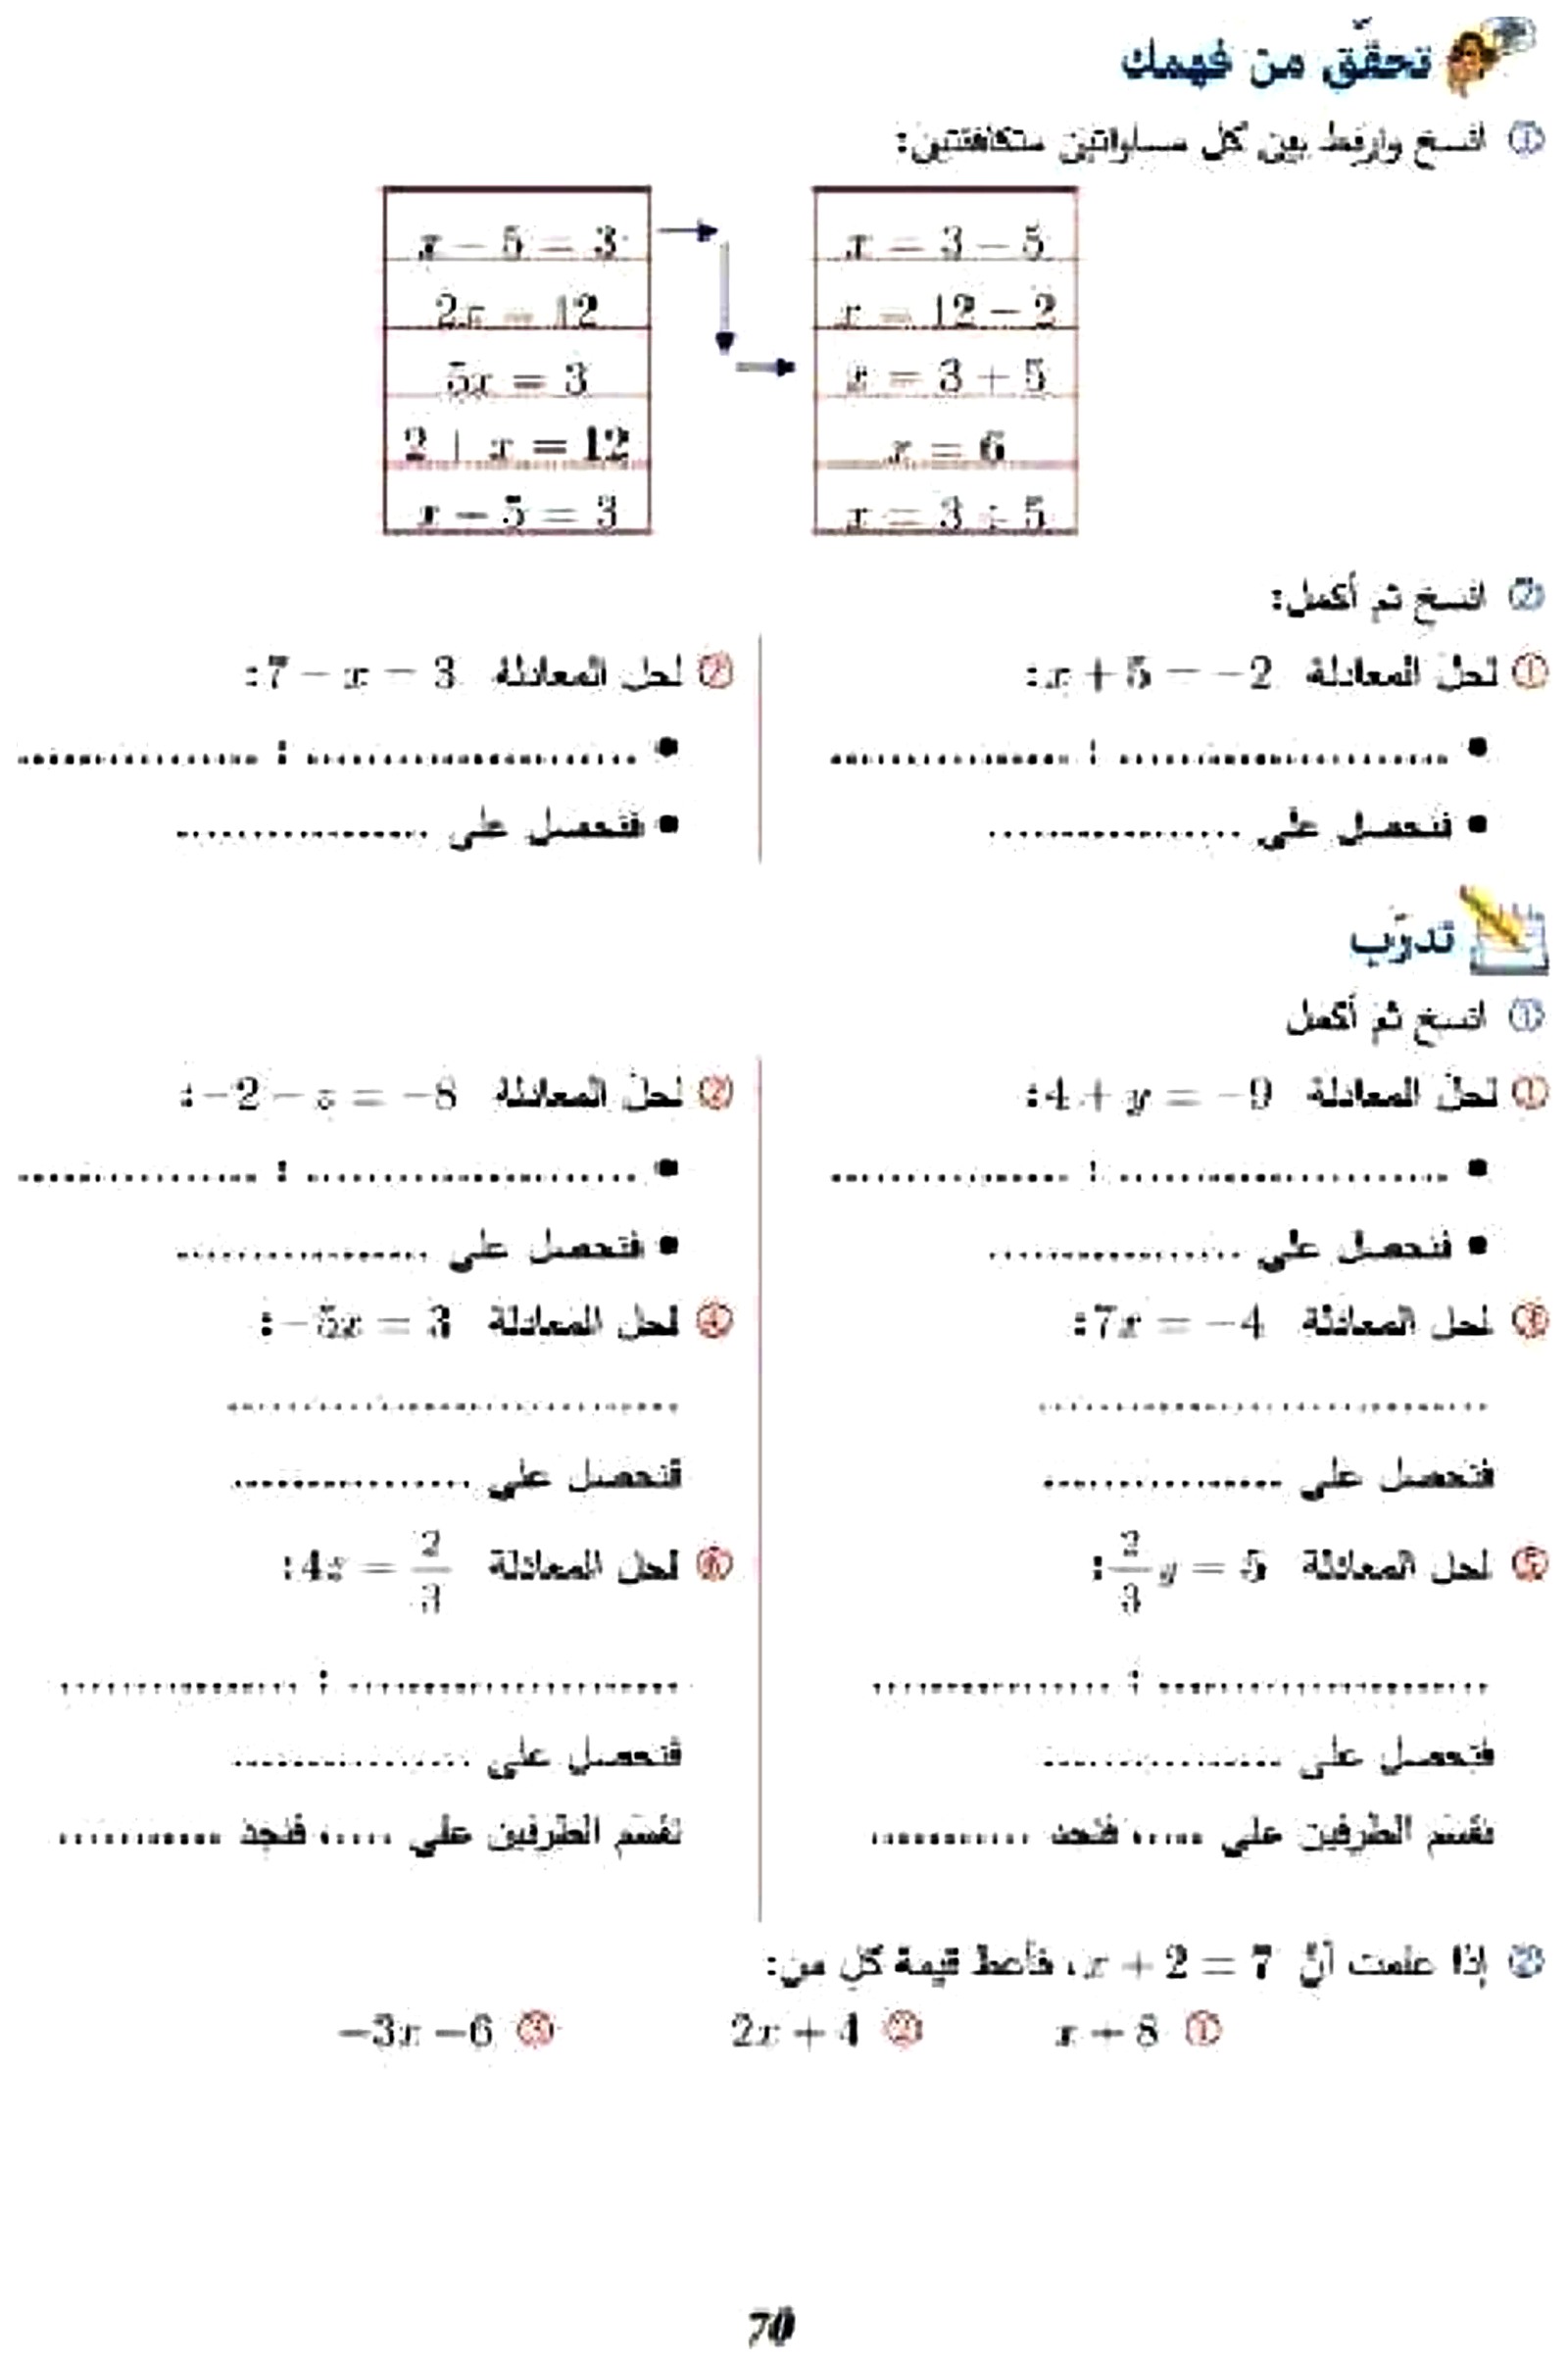 تحقّق من فهمك
① انسخ واربط بين كل مساواتين متكافئتين:
x − 5 = 3    x = 3 − 5
2x = 12    x = 12 − 2
5x = 3    x = 3 + 5
2 + x = 12    x = 6
x + 5 = 3    x = 3 ÷ 5
② انسخ ثم أكمل:
① لحلّ المعادلة x + 5 = −2:
• ........................ : ........................
• فنحصل على ................
② لحل المعادلة 7 − x = 3:
• ........................ : ........................
• فنحصل على ................
تدرّب
① انسخ ثم أكمل
① لحلّ المعادلة 4 + y = −9:
• ........................ : ........................
• فنحصل على ................
② لحلّ المعادلة −2 − z = −8:
• ........................ : ........................
• فنحصل على ................
③ لحل المعادلة 7x = −4:
................................
فنحصل على ................
④ لحل المعادلة −5x = 3:
................................
فنحصل على ................
⑤ لحل المعادلة 2/3 y = 5:
........................ : ........................
فنحصل على ................
نقسّم الطرفين على ..... فنجد ...........
⑥ لحل المعادلة 4z = 2/3:
........................ : ........................
فنحصل على ................
نقسّم الطرفين على ..... فنجد ...........
② إذا علمت أنّ x + 2 = 7، فأعط قيمة كل من:
① x + 8    ② 2x + 4    ③ −3x − 6
70